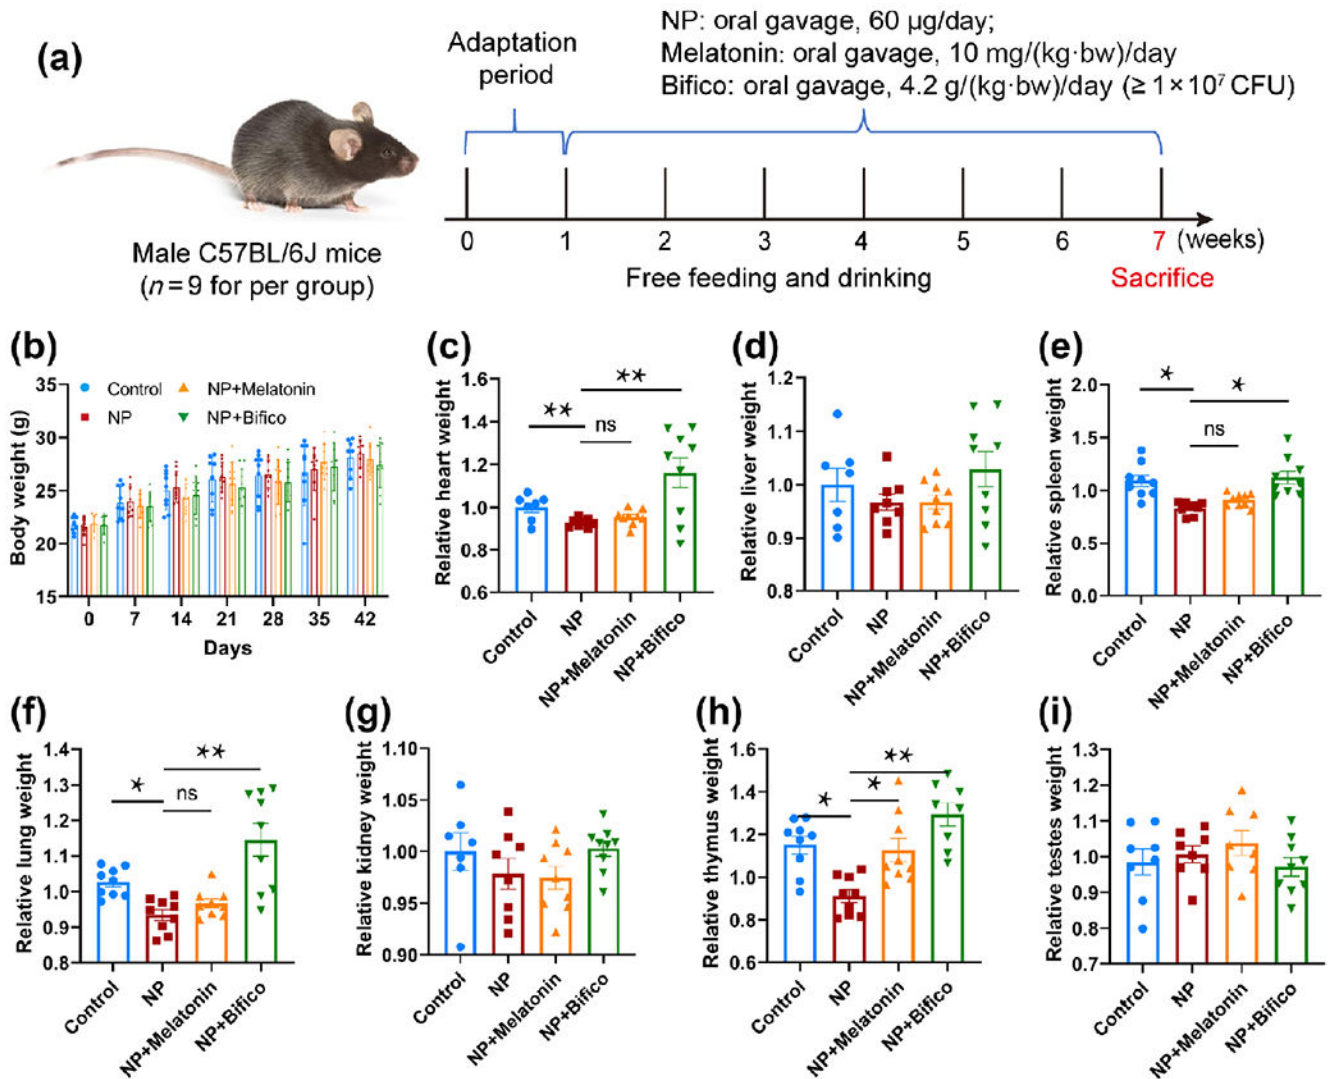 (a)
Adaptation
period
NP: oral gavage, 60 μg/day;
Melatonin: oral gavage, 10 mg/(kg·bw)/day
Bifico: oral gavage, 4.2 g/(kg·bw)/day (≥ 1×10⁷ CFU)
0 1 2 3 4 5 6 7 (weeks)
Male C57BL/6J mice
(n = 9 for per group)
Free feeding and drinking
Sacrifice
(b)
Body weight (g)
35
30
25
20
15
Control
NP
NP+Melatonin
NP+Bifico
0 7 14 21 28 35 42
Days
(c)
Relative heart weight
1.6
1.4
1.2
1.0
0.8
0.6
**
**
ns
Control
NP
NP+Melatonin
NP+Bifico
(d)
Relative liver weight
1.2
1.1
1.0
0.9
0.8
Control
NP
NP+Melatonin
NP+Bifico
(e)
Relative spleen weight
2.0
1.5
1.0
0.5
0.0
*
*
ns
Control
NP
NP+Melatonin
NP+Bifico
(f)
Relative lung weight
1.4
1.3
1.2
1.1
1.0
0.9
0.8
**
*
ns
Control
NP
NP+Melatonin
NP+Bifico
(g)
Relative kidney weight
1.10
1.05
1.00
0.95
0.90
Control
NP
NP+Melatonin
NP+Bifico
(h)
Relative thymus weight
1.6
1.4
1.2
1.0
0.8
0.6
**
*
*
Control
NP
NP+Melatonin
NP+Bifico
(i)
Relative testes weight
1.3
1.2
1.1
1.0
0.9
0.8
0.7
Control
NP
NP+Melatonin
NP+Bifico